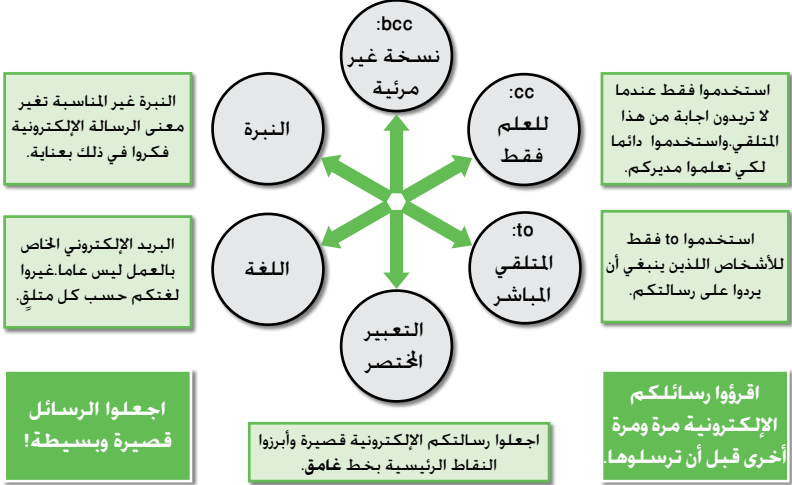 bcc:
نسخة غير
مرئية
cc:
للعلم
فقط
استخدموا فقط عندما
لا تريدون اجابة من هذا
المتلقي.واستخدموا دائما
لكي تعلموا مديركم.
to:
المتلقي
المباشر
استخدموا to فقط
للأشخاص اللذين ينبغي أن
يردوا على رسالتكم.
التعبير
المختصر
اجعلوا رسالتكم الإلكترونية قصيرة وأبرزوا
النقاط الرئيسية بخط غامق.
اللغة
البريد الإلكتروني الخاص
بالعمل ليس عاما.غيروا
لغتكم حسب كل متلقٍ.
النبرة
النبرة غير المناسبة تغير
معنى الرسالة الإلكترونية
فكروا في ذلك بعناية.
اقرؤوا رسائلكم
الإلكترونية مرة ومرة
أخرى قبل أن ترسلوها.
اجعلوا الرسائل
قصيرة وبسيطة!